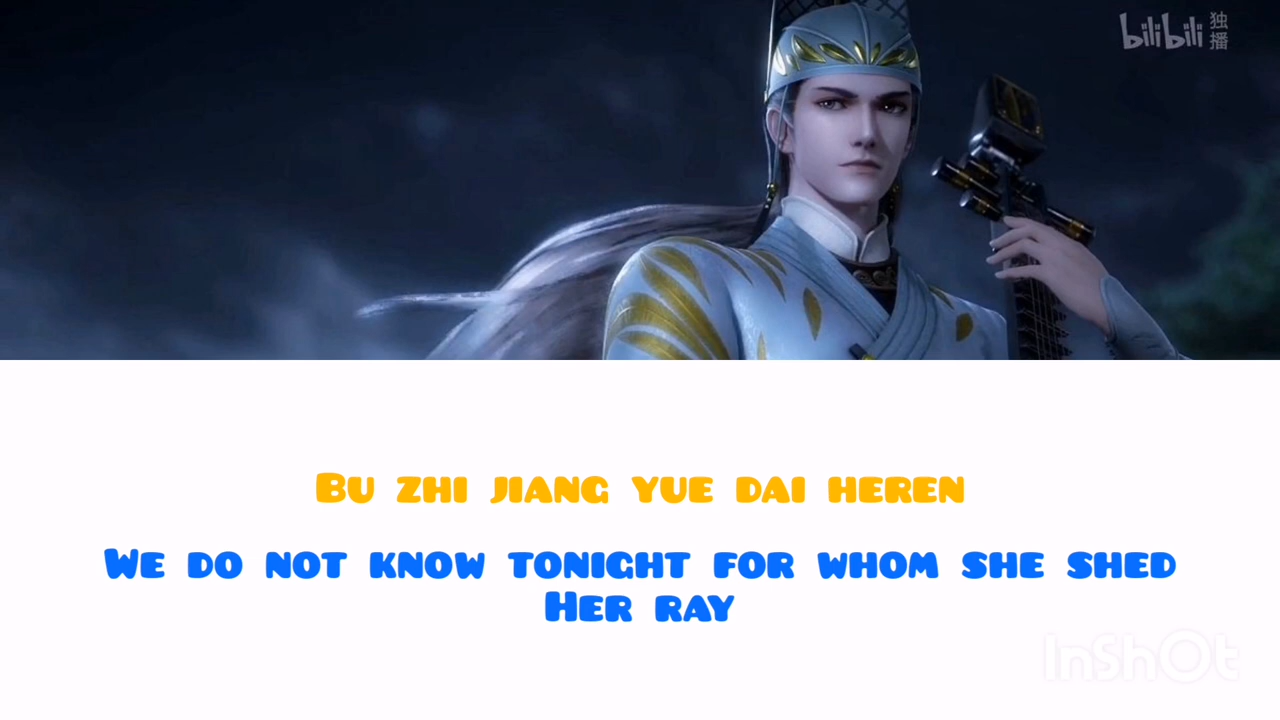 bilibili 独播
Bu zhi jiang yue dai heren
We do not know tonight for whom she shed
Her ray
InShOt